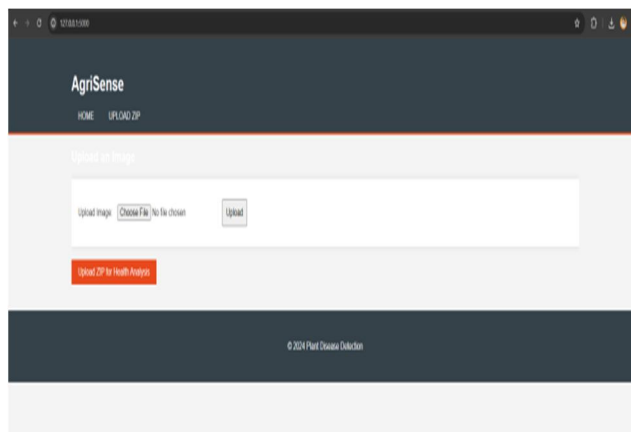 127.0.0.1:5000
AgriSense
HOME UPLOAD ZIP
Upload an Image
Upload Image: Choose File No file chosen Upload
Upload ZIP for Health Analysis
© 2024 Plant Disease Detection